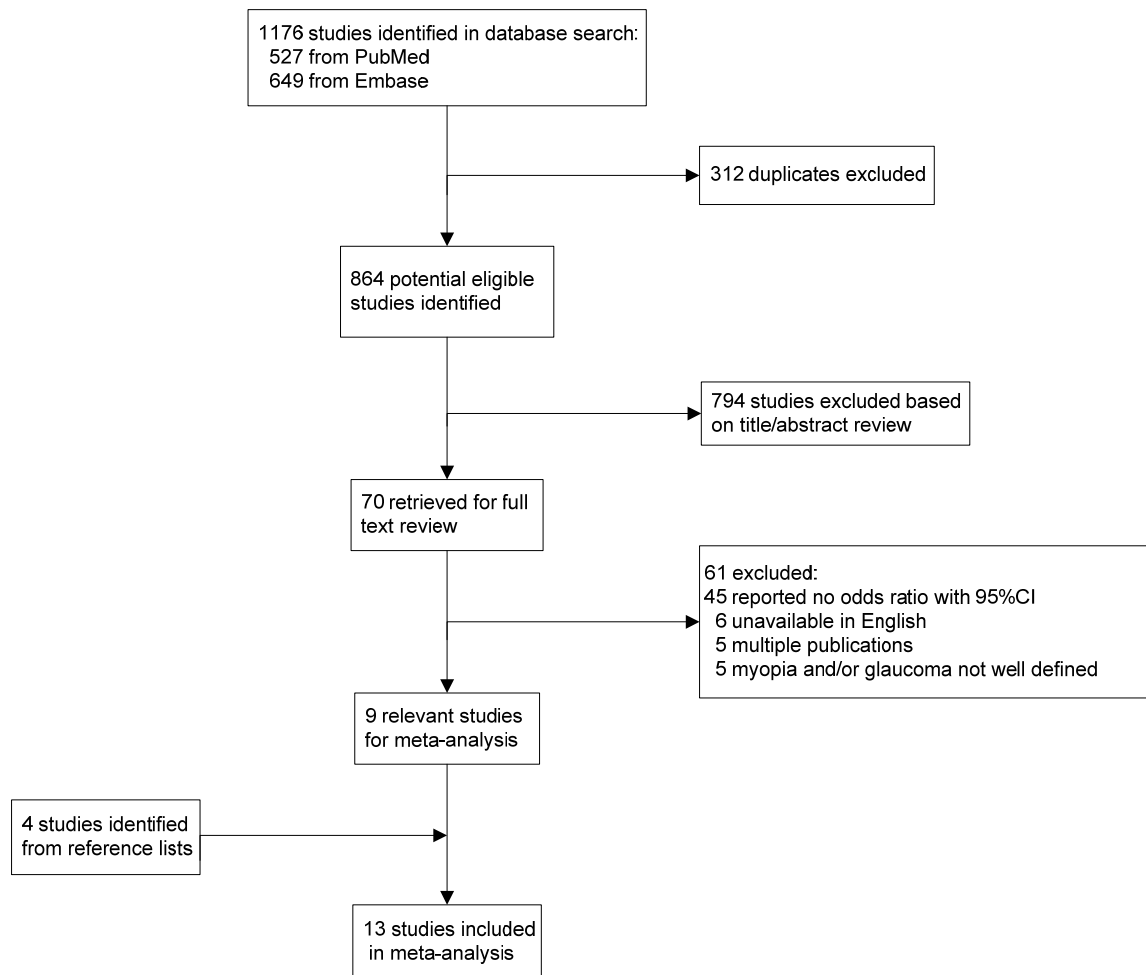 1176 studies identified in database search:
527 from PubMed
649 from Embase
312 duplicates excluded
864 potential eligible
studies identified
794 studies excluded based
on title/abstract review
70 retrieved for full
text review
61 excluded:
45 reported no odds ratio with 95%CI
6 unavailable in English
5 multiple publications
5 myopia and/or glaucoma not well defined
9 relevant studies
for meta-analysis
4 studies identified
from reference lists
13 studies included
in meta-analysis